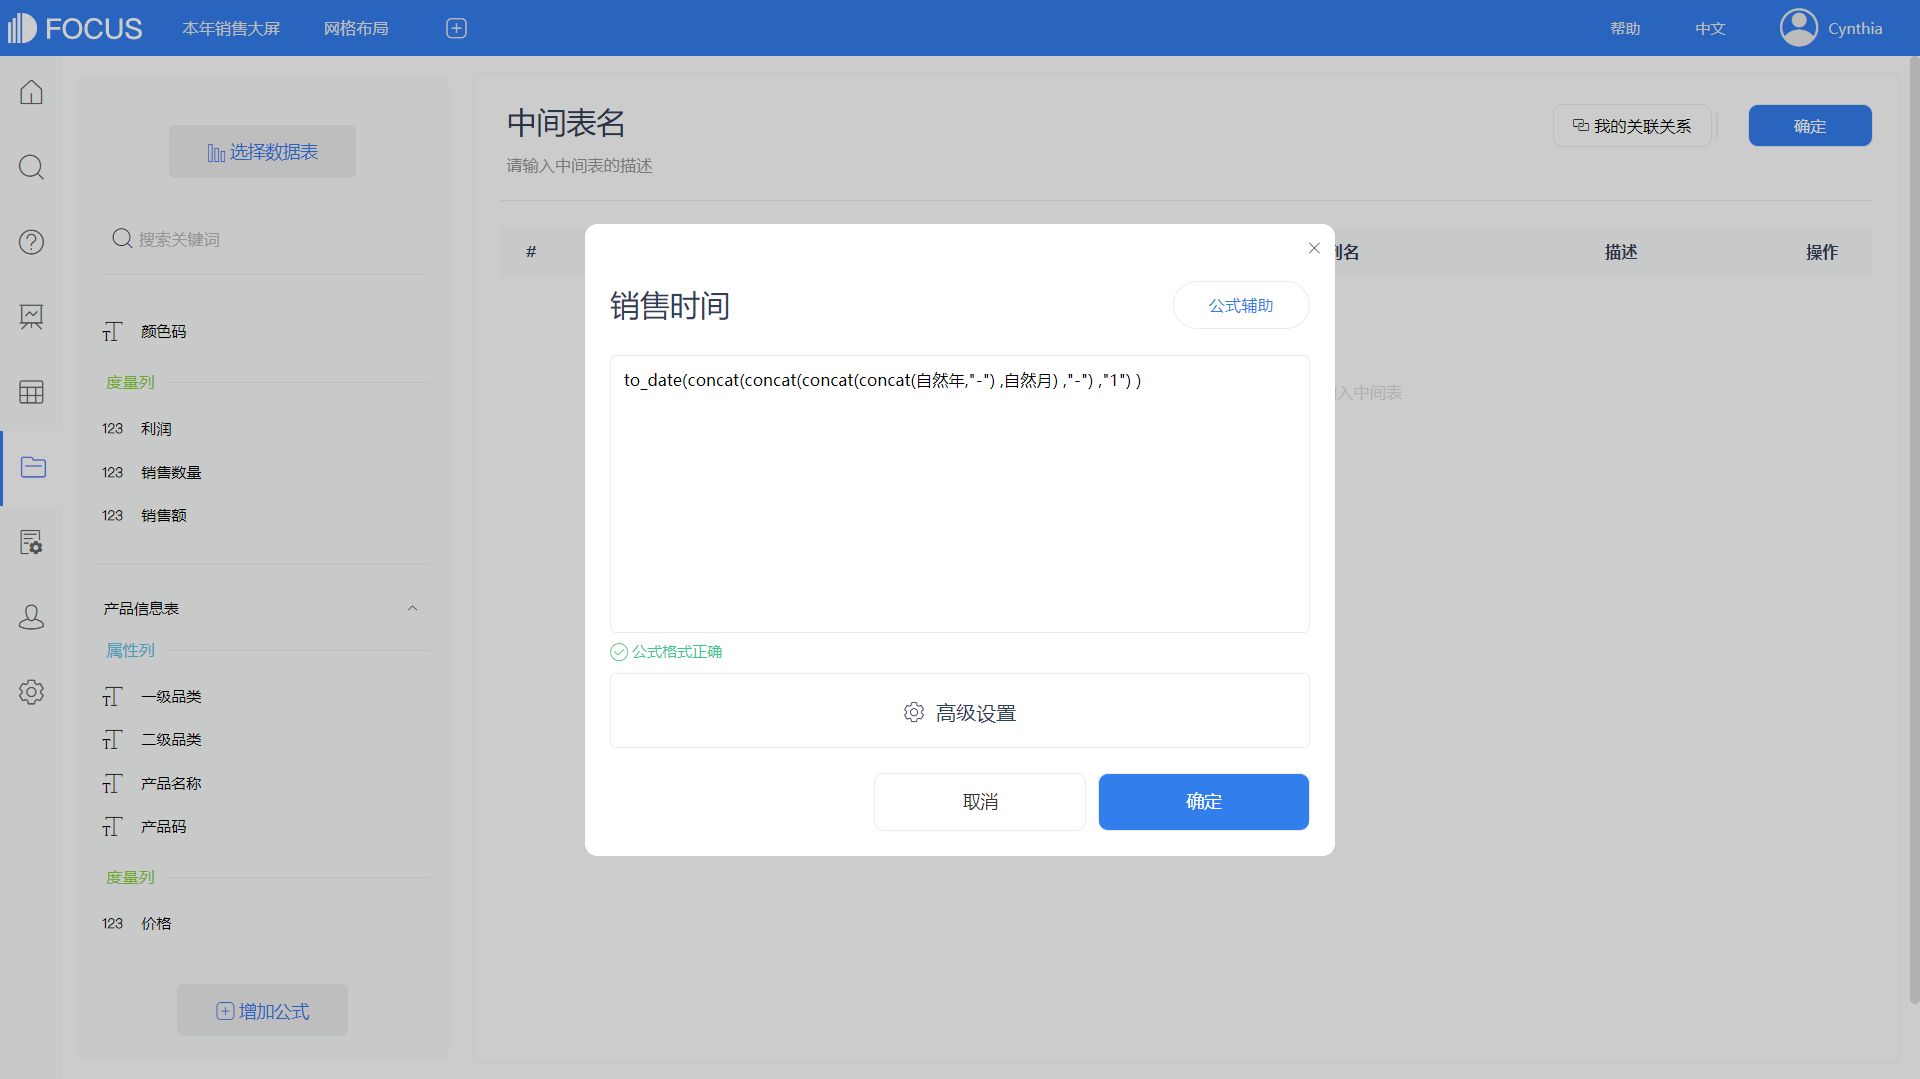 FOCUS
本年销售大屏
网格布局
帮助
中文
Cynthia
选择数据表
搜索关键词
颜色码
度量列
123 利润
123 销售数量
123 销售额
产品信息表
属性列
一级品类
二级品类
产品名称
产品码
度量列
123 价格
增加公式
中间表名
请输入中间表的描述
我的关联关系
确定
#
列名
描述
操作
入中间表
销售时间
公式辅助
to_date(concat(concat(concat(concat(自然年,"-") ,自然月) ,"-") ,"1") )
公式格式正确
高级设置
取消
确定